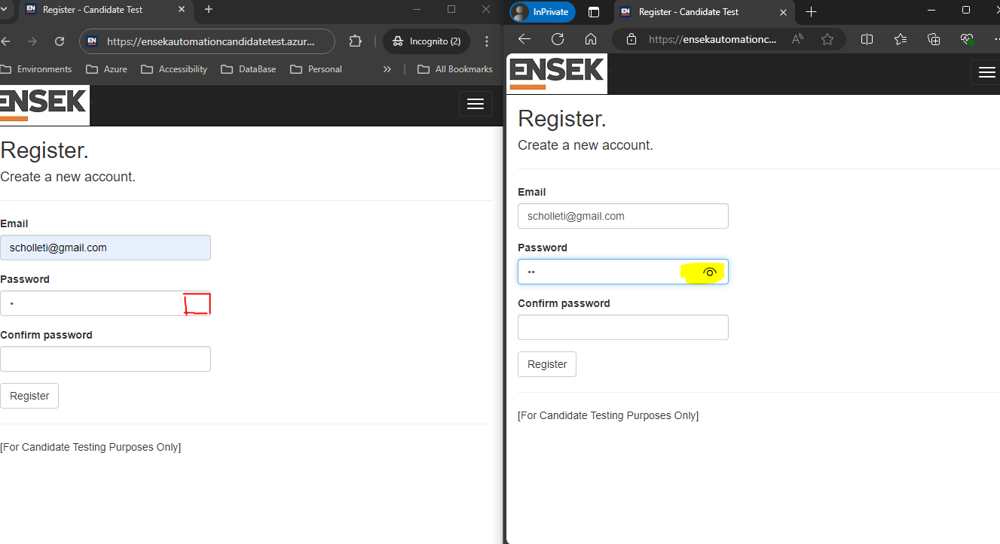 Register - Candidate Test
https://ensekautomationcandidatetest.azur...
Incognito (2)
Environments
Azure
Accessibility
DataBase
Personal
All Bookmarks
ENSEK
Register.
Create a new account.
Email
scholleti@gmail.com
Password
Confirm password
Register
[For Candidate Testing Purposes Only]
InPrivate
Register - Candidate Test
https://ensekautomationc...
ENSEK
Register.
Create a new account.
Email
scholleti@gmail.com
Password
Confirm password
Register
[For Candidate Testing Purposes Only]